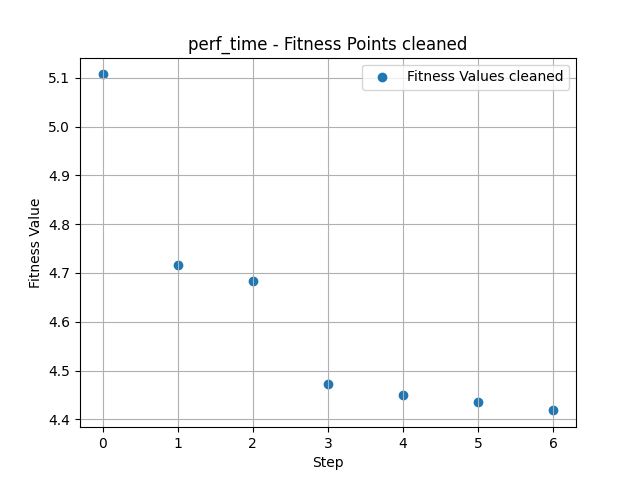 perf_time - Fitness Points cleaned
Fitness Values cleaned
Fitness Value
5.1
5.0
4.9
4.8
4.7
4.6
4.5
4.4
0 1 2 3 4 5 6
Step